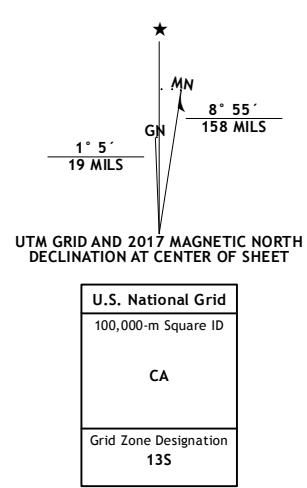 ★
MN
8° 55´
158 MILS
GN
1° 5´
19 MILS
UTM GRID AND 2017 MAGNETIC NORTH
DECLINATION AT CENTER OF SHEET
U.S. National Grid
100,000-m Square ID
CA
Grid Zone Designation
13S